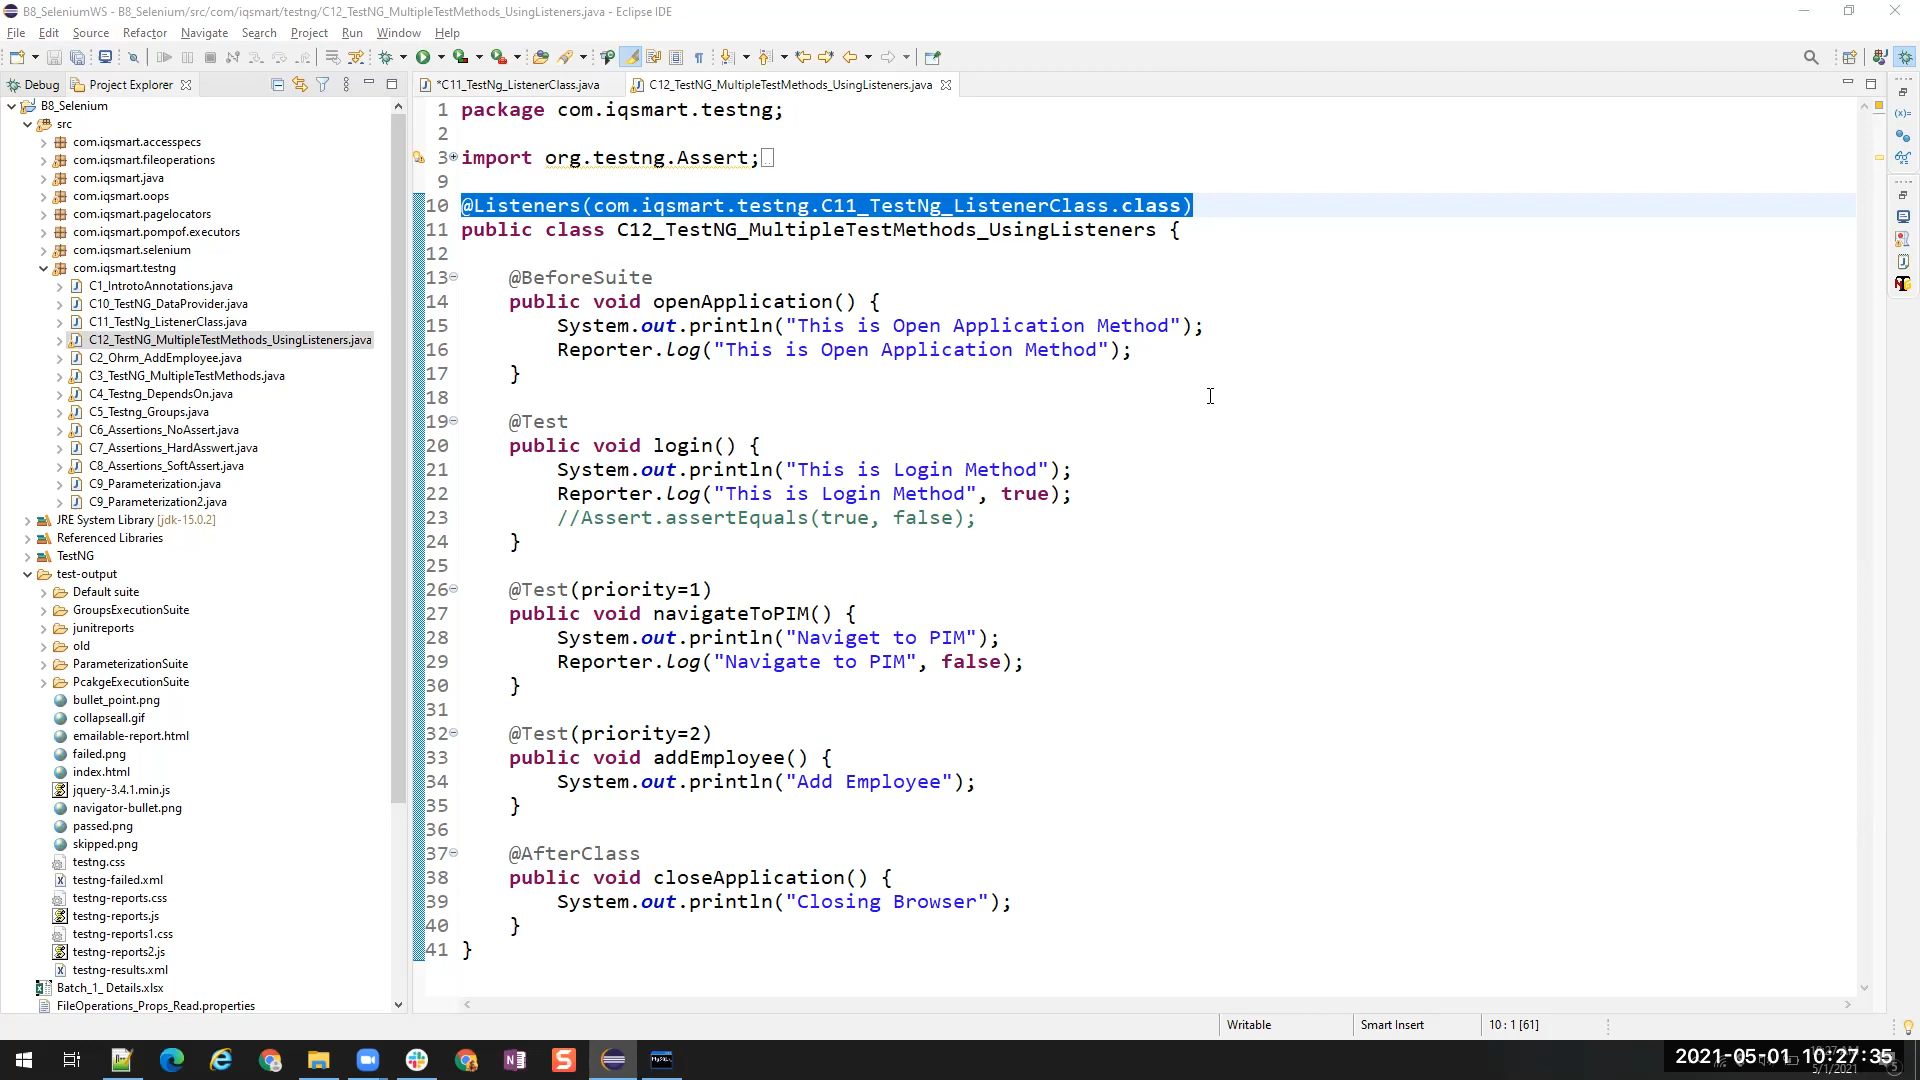 B8_SeleniumWS - B8_Selenium/src/com/iqsmart/testng/C12_TestNG_MultipleTestMethods_UsingListeners.java - Eclipse IDE
File Edit Source Refactor Navigate Search Project Run Window Help
Debug Project Explorer
*C11_TestNg_ListenerClass.java C12_TestNG_MultipleTestMethods_UsingListeners.java
B8_Selenium
src
com.iqsmart.accesspecs
com.iqsmart.fileoperations
com.iqsmart.java
com.iqsmart.oops
com.iqsmart.pagelocators
com.iqsmart.pompof.executors
com.iqsmart.selenium
com.iqsmart.testng
C1_IntrotoAnnotations.java
C10_TestNG_DataProvider.java
C11_TestNg_ListenerClass.java
C12_TestNG_MultipleTestMethods_UsingListeners.java
C2_Ohrm_AddEmployee.java
C3_TestNG_MultipleTestMethods.java
C4_Testng_DependsOn.java
C5_Testng_Groups.java
C6_Assertions_NoAssert.java
C7_Assertions_HardAsswert.java
C8_Assertions_SoftAssert.java
C9_Parameterization.java
C9_Parameterization2.java
JRE System Library [jdk-15.0.2]
Referenced Libraries
TestNG
test-output
Default suite
GroupsExecutionSuite
junitreports
old
ParameterizationSuite
PcakgeExecutionSuite
bullet_point.png
collapseall.gif
emailable-report.html
failed.png
index.html
jquery-3.4.1.min.js
navigator-bullet.png
passed.png
skipped.png
testng.css
testng-failed.xml
testng-reports.css
testng-reports.js
testng-reports1.css
testng-reports2.js
testng-results.xml
Batch_1_ Details.xlsx
FileOperations_Props_Read.properties
1 package com.iqsmart.testng;
2
3 import org.testng.Assert;
9
10 @Listeners(com.iqsmart.testng.C11_TestNg_ListenerClass.class)
11 public class C12_TestNG_MultipleTestMethods_UsingListeners {
12
13 @BeforeSuite
14 public void openApplication() {
15 System.out.println("This is Open Application Method");
16 Reporter.log("This is Open Application Method");
17 }
18
19 @Test
20 public void login() {
21 System.out.println("This is Login Method");
22 Reporter.log("This is Login Method", true);
23 //Assert.assertEquals(true, false);
24 }
25
26 @Test(priority=1)
27 public void navigateToPIM() {
28 System.out.println("Naviget to PIM");
29 Reporter.log("Navigate to PIM", false);
30 }
31
32 @Test(priority=2)
33 public void addEmployee() {
34 System.out.println("Add Employee");
35 }
36
37 @AfterClass
38 public void closeApplication() {
39 System.out.println("Closing Browser");
40 }
41 }
Writable Smart Insert 10 : 1 [61]
2021-05-01 10:27:35
5/1/2021